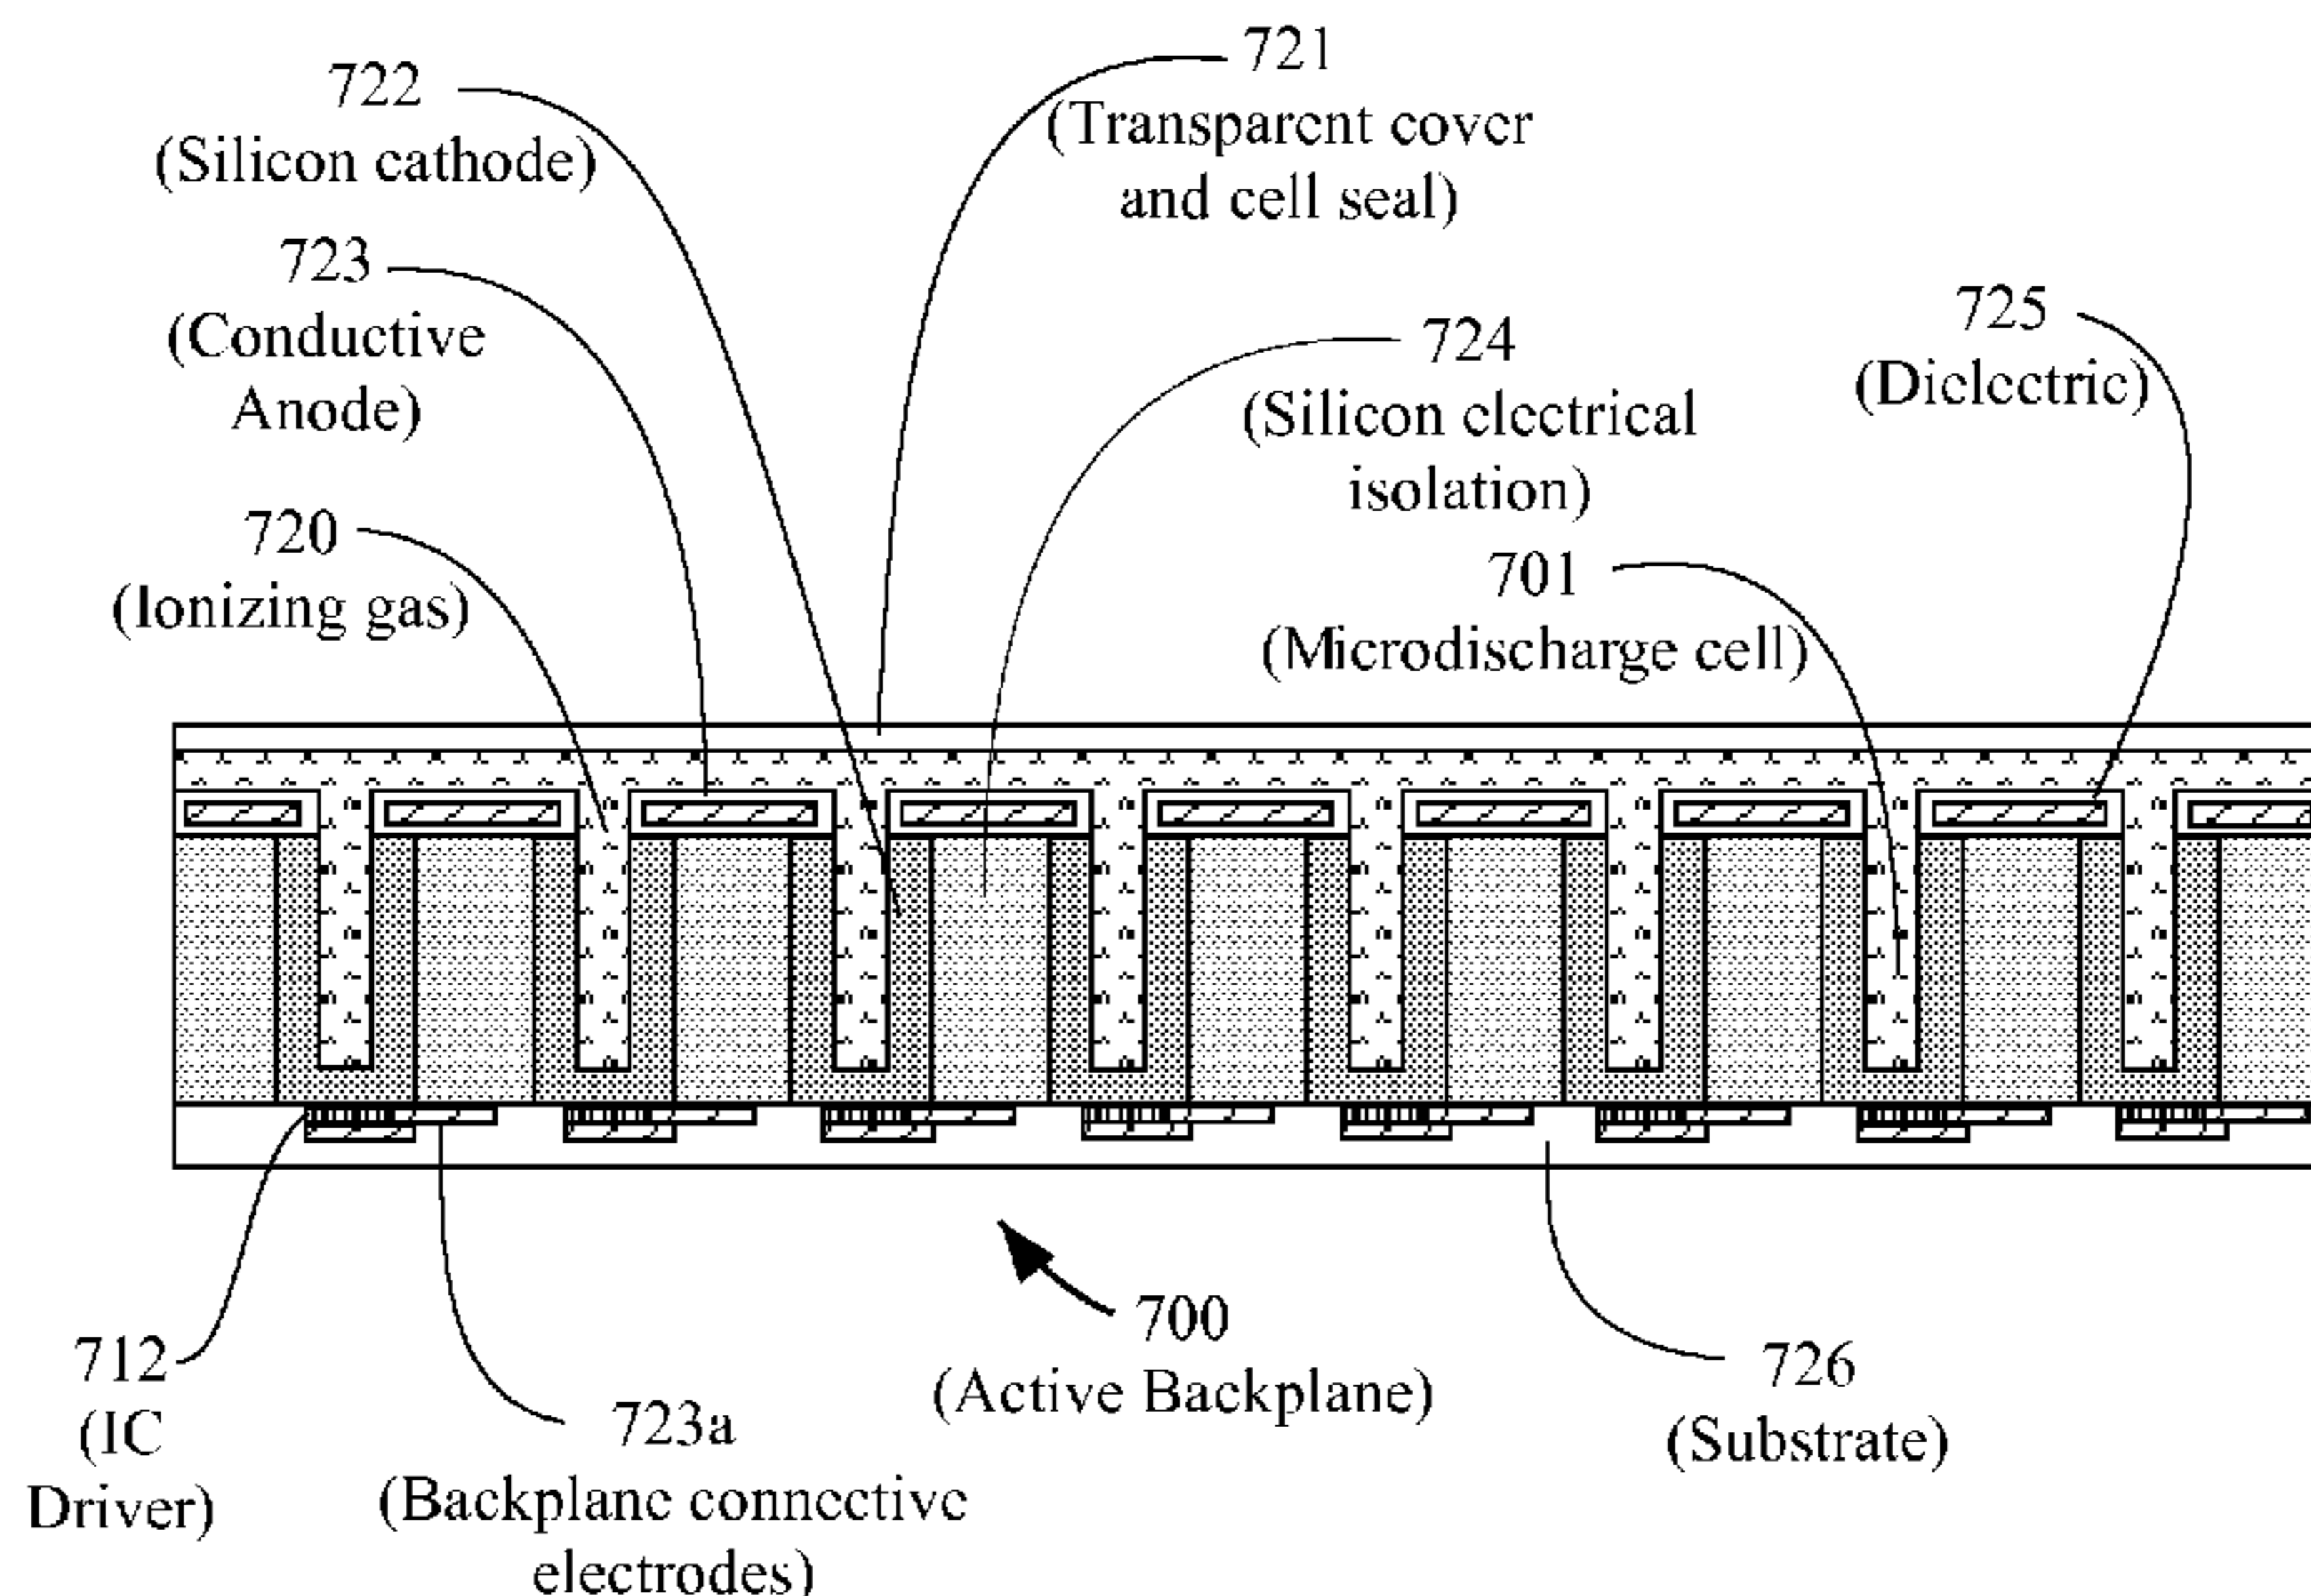 721
(Transparent cover
and cell seal)
722
(Silicon cathode)
723
(Conductive
Anode)
724
(Silicon electrical
isolation)
725
(Dielectric)
720
(Ionizing gas)
701
(Microdischarge cell)
700
(Active Backplane)
712
(IC
Driver)
723a
(Backplane connective
electrodes)
726
(Substrate)